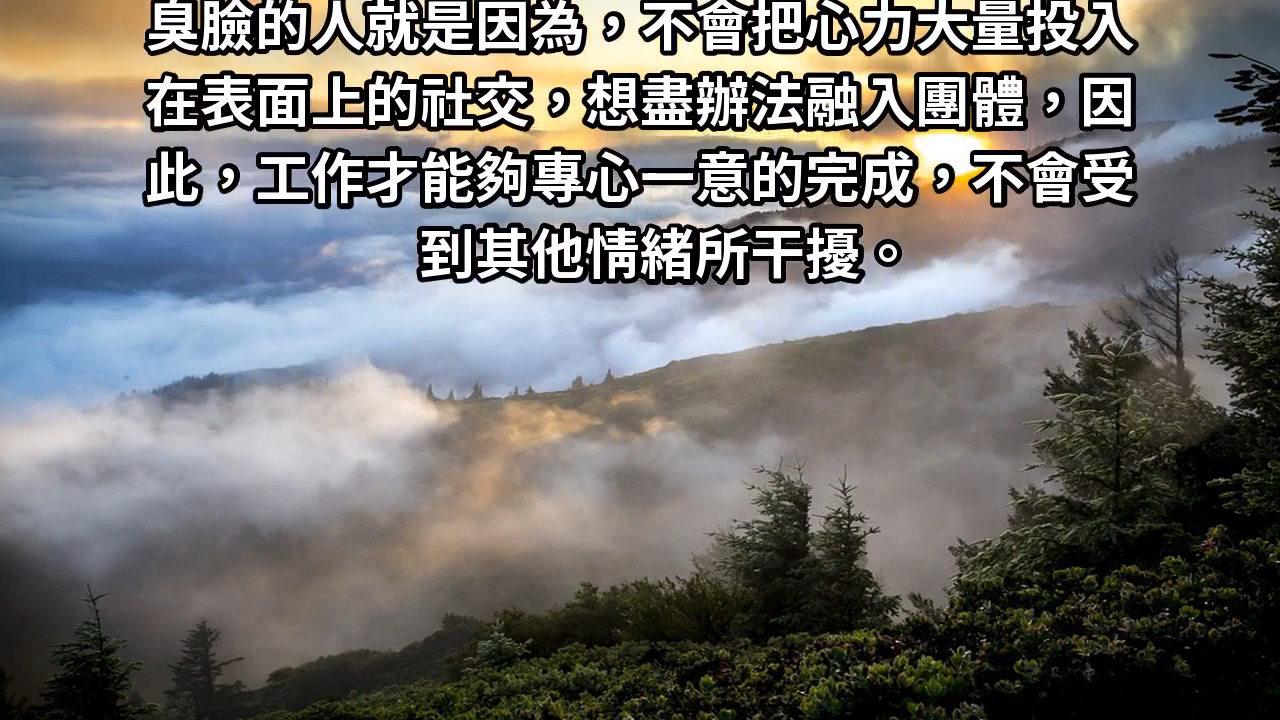 臭臉的人就是因為，不會把心力大量投入
在表面上的社交，想盡辦法融入團體，因
此，工作才能夠專心一意的完成，不會受
到其他情緒所干擾。